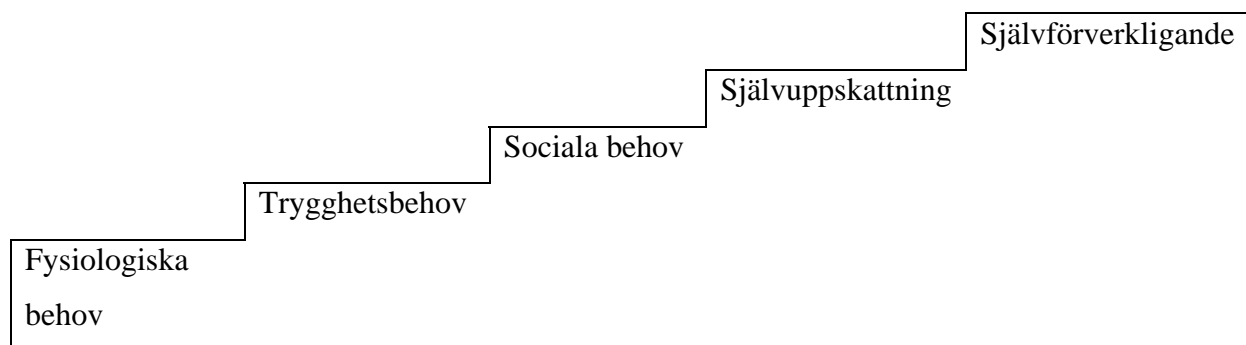 Självförverkligande
Självuppskattning
Sociala behov
Trygghetsbehov
Fysiologiska
behov